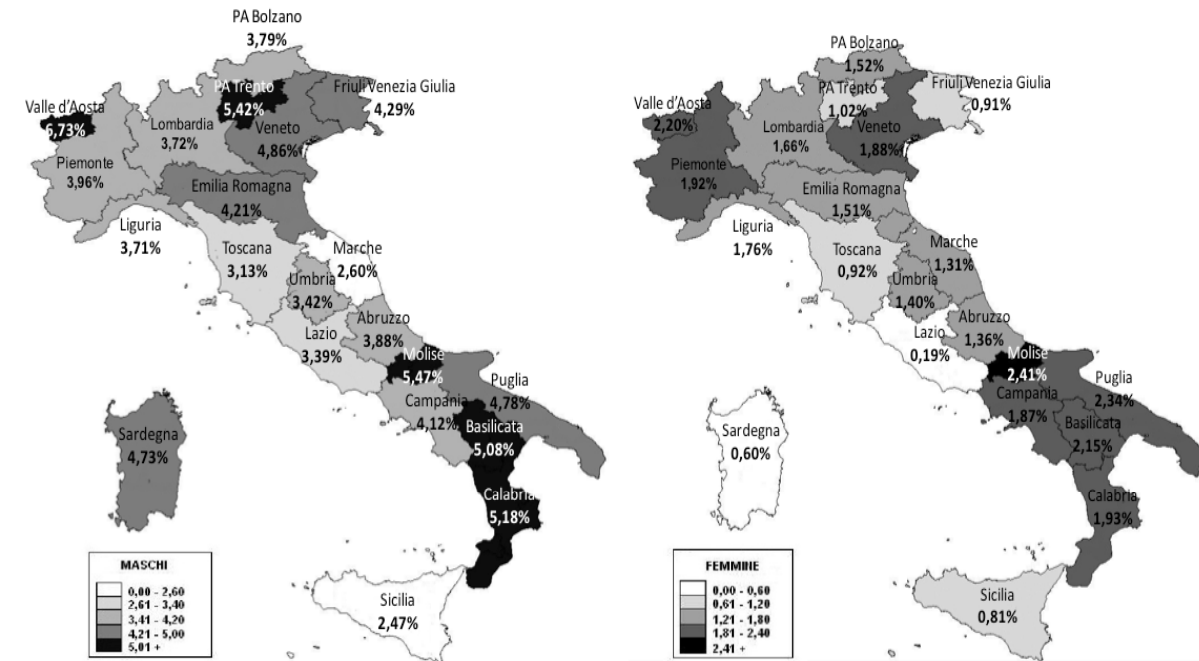 PA Bolzano
3,79%
PA Trento
5,42%
Friuli Venezia Giulia
4,29%
Valle d'Aosta
6,73%
Lombardia
3,72%
Veneto
4,86%
Piemonte
3,96%
Emilia Romagna
4,21%
Liguria
3,71%
Toscana
3,13%
Marche
2,60%
Umbria
3,42%
Lazio
3,39%
Abruzzo
3,88%
Molise
5,47%
Puglia
4,78%
Campania
4,12%
Basilicata
5,08%
Sardegna
4,73%
Calabria
5,18%
Sicilia
2,47%
MASCHI
0,00 - 2,60
2,61 - 3,40
3,41 - 4,20
4,21 - 5,00
5,01 +
PA Bolzano
1,52%
PA Trento
1,02%
Friuli Venezia Giulia
0,91%
Valle d'Aosta
2,20%
Lombardia
1,66%
Veneto
1,88%
Piemonte
1,92%
Emilia Romagna
1,51%
Liguria
1,76%
Toscana
0,92%
Marche
1,31%
Umbria
1,40%
Lazio
0,19%
Abruzzo
1,36%
Molise
2,41%
Puglia
2,34%
Campania
1,87%
Basilicata
2,15%
Sardegna
0,60%
Calabria
1,93%
Sicilia
0,81%
FEMMINE
0,00 - 0,60
0,61 - 1,20
1,21 - 1,80
1,81 - 2,40
2,41 +